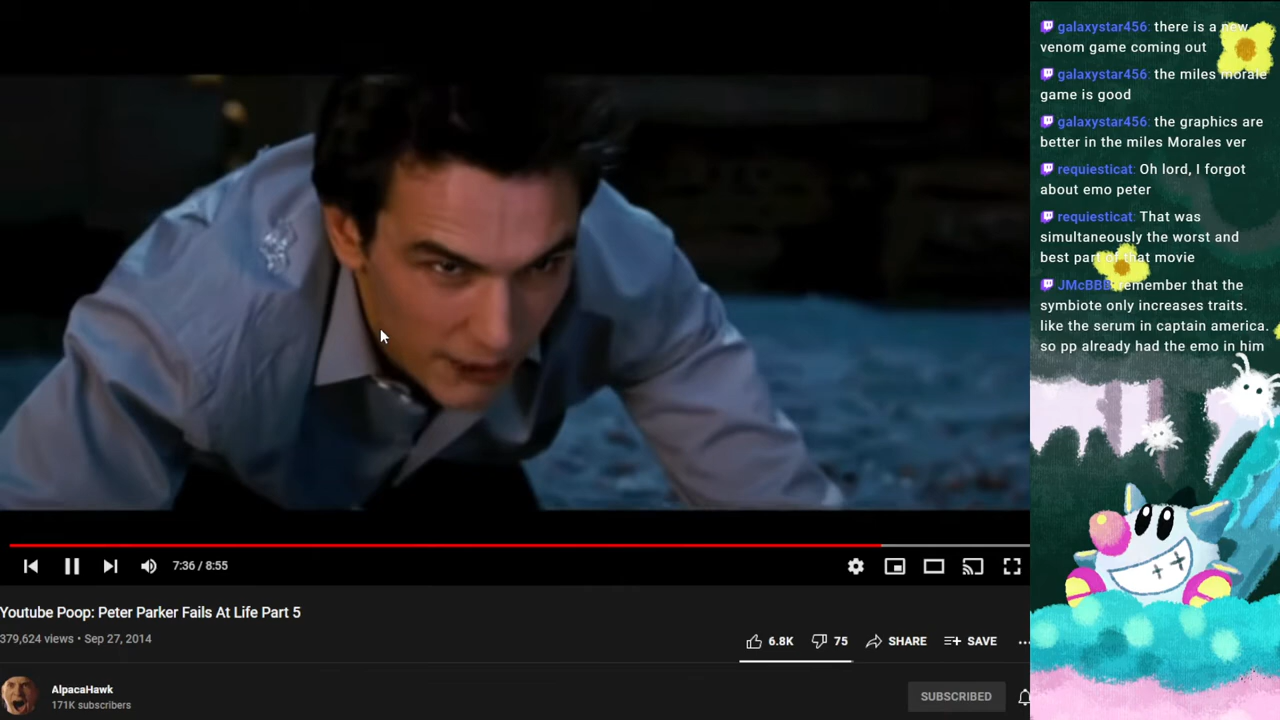 galaxystar456: there is a new
venom game coming out
galaxystar456: the miles morale
game is good
galaxystar456: the graphics are
better in the miles Morales ver
requiesticat: Oh lord, I forgot
about emo peter
requiesticat: That was
simultaneously the worst and
best part of that movie
JMcBBB: remember that the
symbiote only increases traits.
like the serum in captain america.
so pp already had the emo in him
7:36 / 8:55
Youtube Poop: Peter Parker Fails At Life Part 5
379,624 views • Sep 27, 2014
6.8K 75 SHARE SAVE ...
AlpacaHawk
171K subscribers
SUBSCRIBED